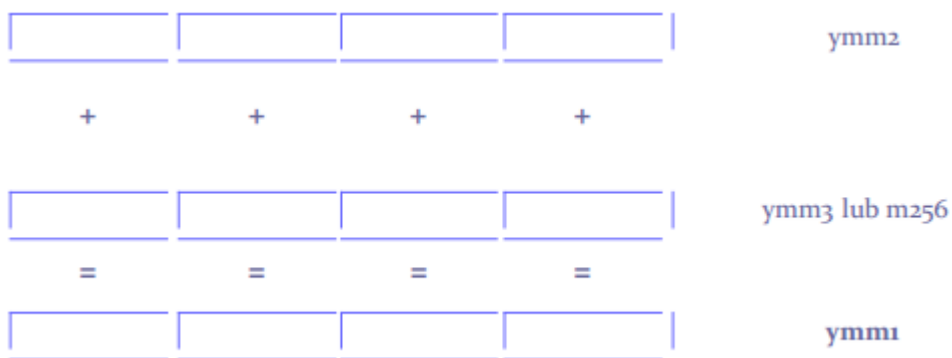 ymm2
+ + + +
ymm3 lub m256
= = = =
ymm1